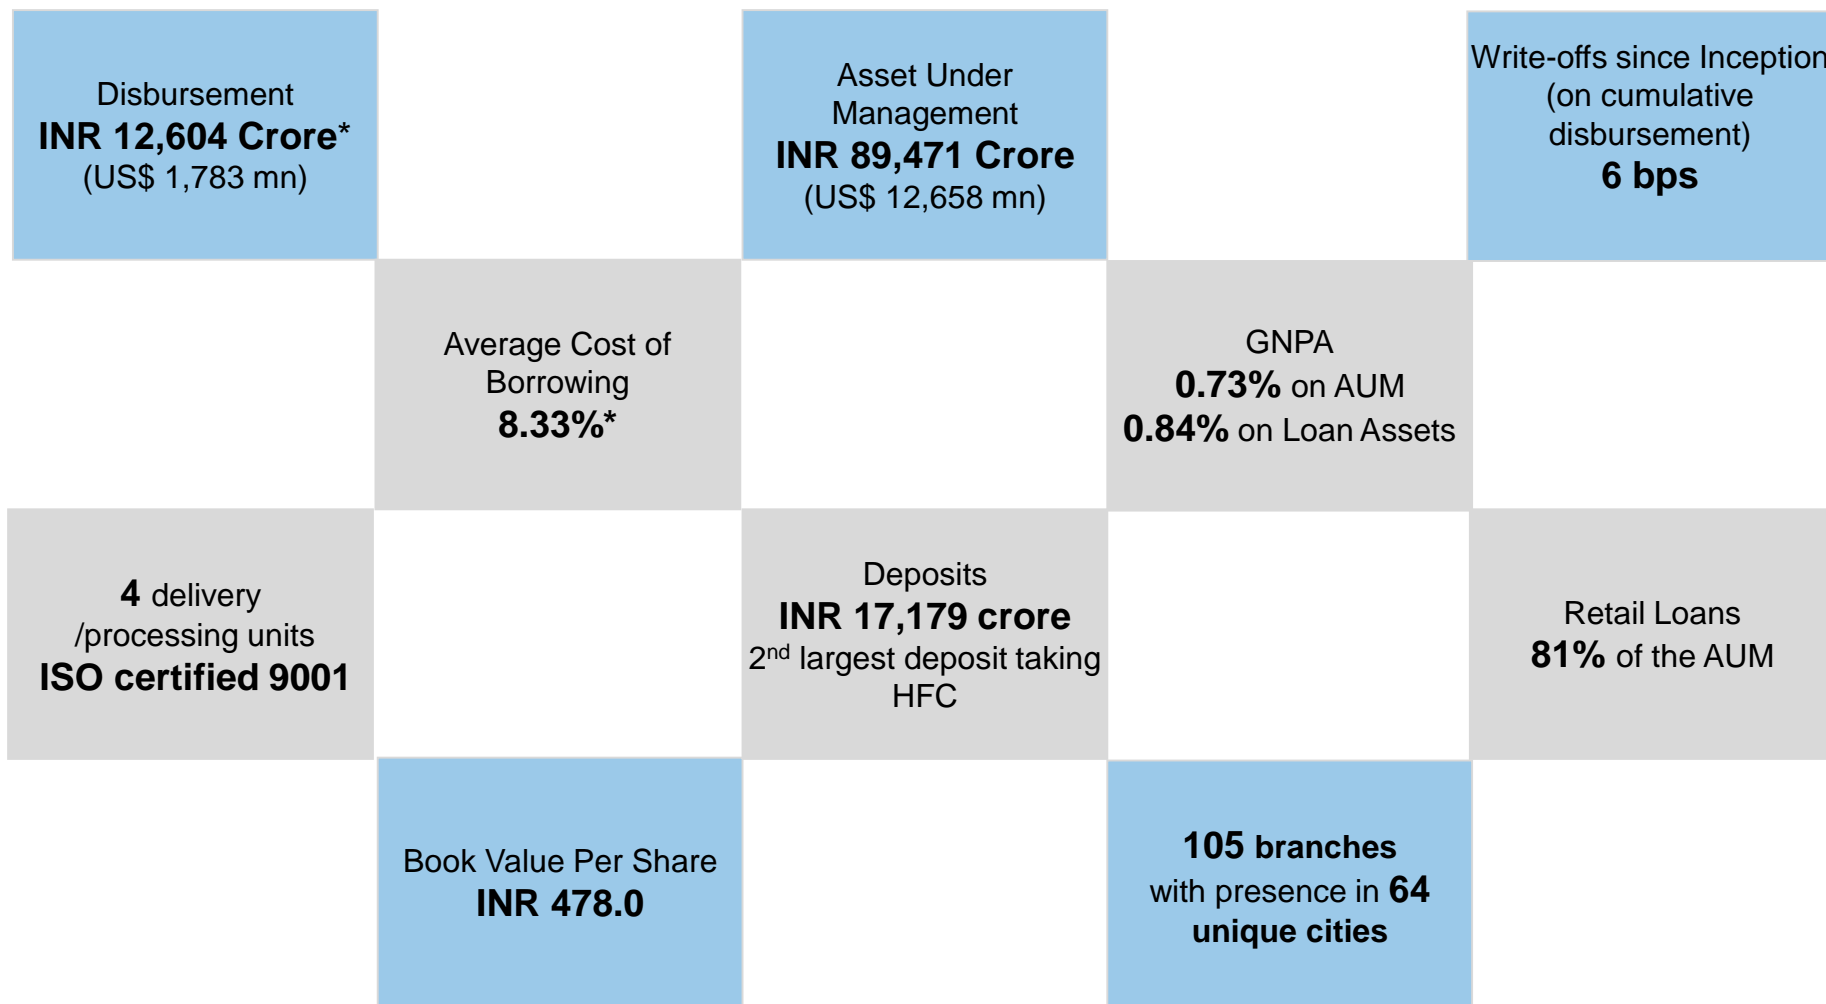 Disbursement
INR 12,604 Crore*
(US$ 1,783 mn)
Asset Under
Management
INR 89,471 Crore
(US$ 12,658 mn)
Write-offs since Inception
(on cumulative
disbursement)
6 bps
Average Cost of
Borrowing
8.33%*
GNPA
0.73% on AUM
0.84% on Loan Assets
4 delivery
/processing units
ISO certified 9001
Deposits
INR 17,179 crore
2nd largest deposit taking
HFC
Retail Loans
81% of the AUM
Book Value Per Share
INR 478.0
105 branches
with presence in 64
unique cities